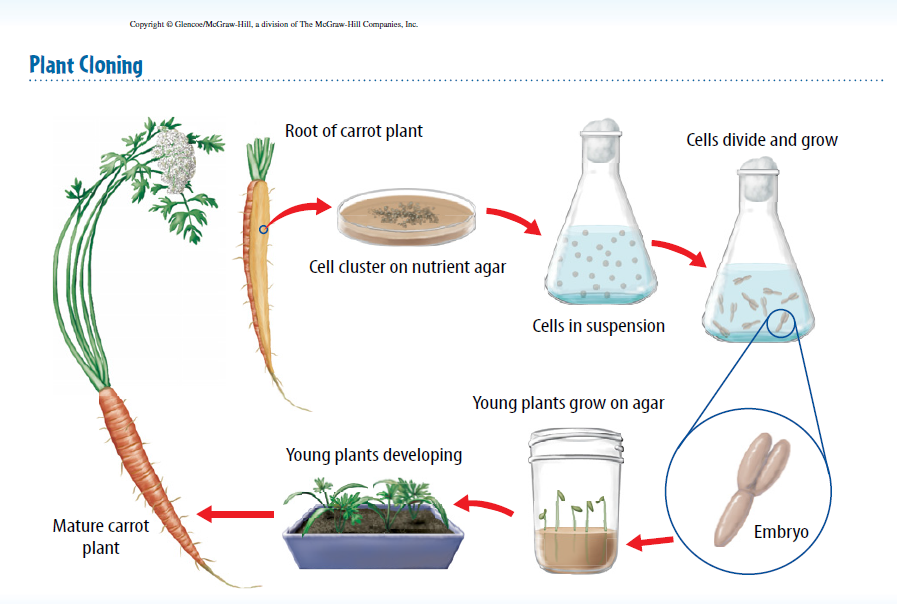 Copyright © Glencoe/McGraw-Hill, a division of The McGraw-Hill Companies, Inc.
Plant Cloning
Root of carrot plant
Cells divide and grow
Cell cluster on nutrient agar
Cells in suspension
Young plants grow on agar
Young plants developing
Mature carrot
plant
Embryo